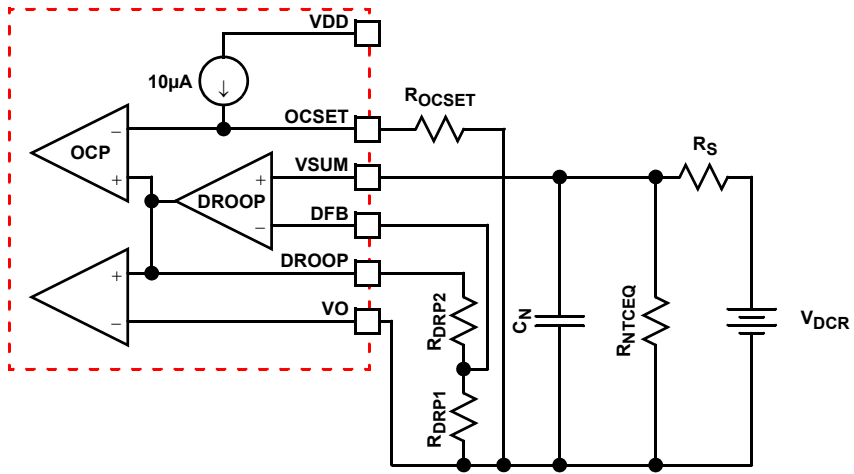 VDD
10µA
↓
OCSET
ROCSET
−
OCP
+
VSUM
RS
+
DROOP
DFB
−
DROOP
+
VO
−
RDRP2
CN
RNTCEQ
VDCR
RDRP1